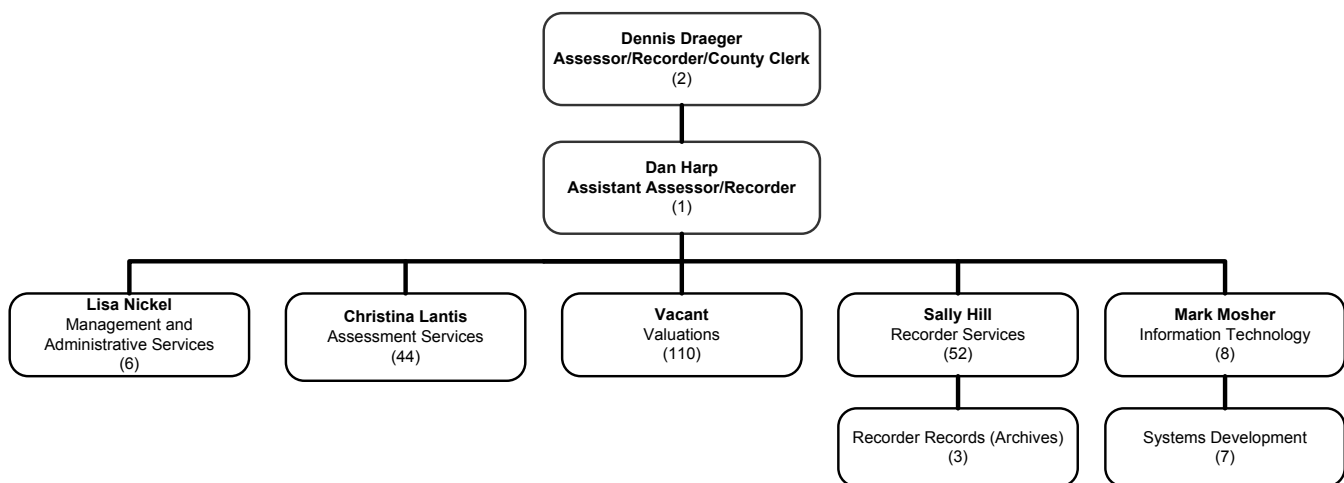 Dennis Draeger
Assessor/Recorder/County Clerk
(2)
Dan Harp
Assistant Assessor/Recorder
(1)
Lisa Nickel
Management and
Administrative Services
(6)
Christina Lantis
Assessment Services
(44)
Vacant
Valuations
(110)
Sally Hill
Recorder Services
(52)
Mark Mosher
Information Technology
(8)
Recorder Records (Archives)
(3)
Systems Development
(7)